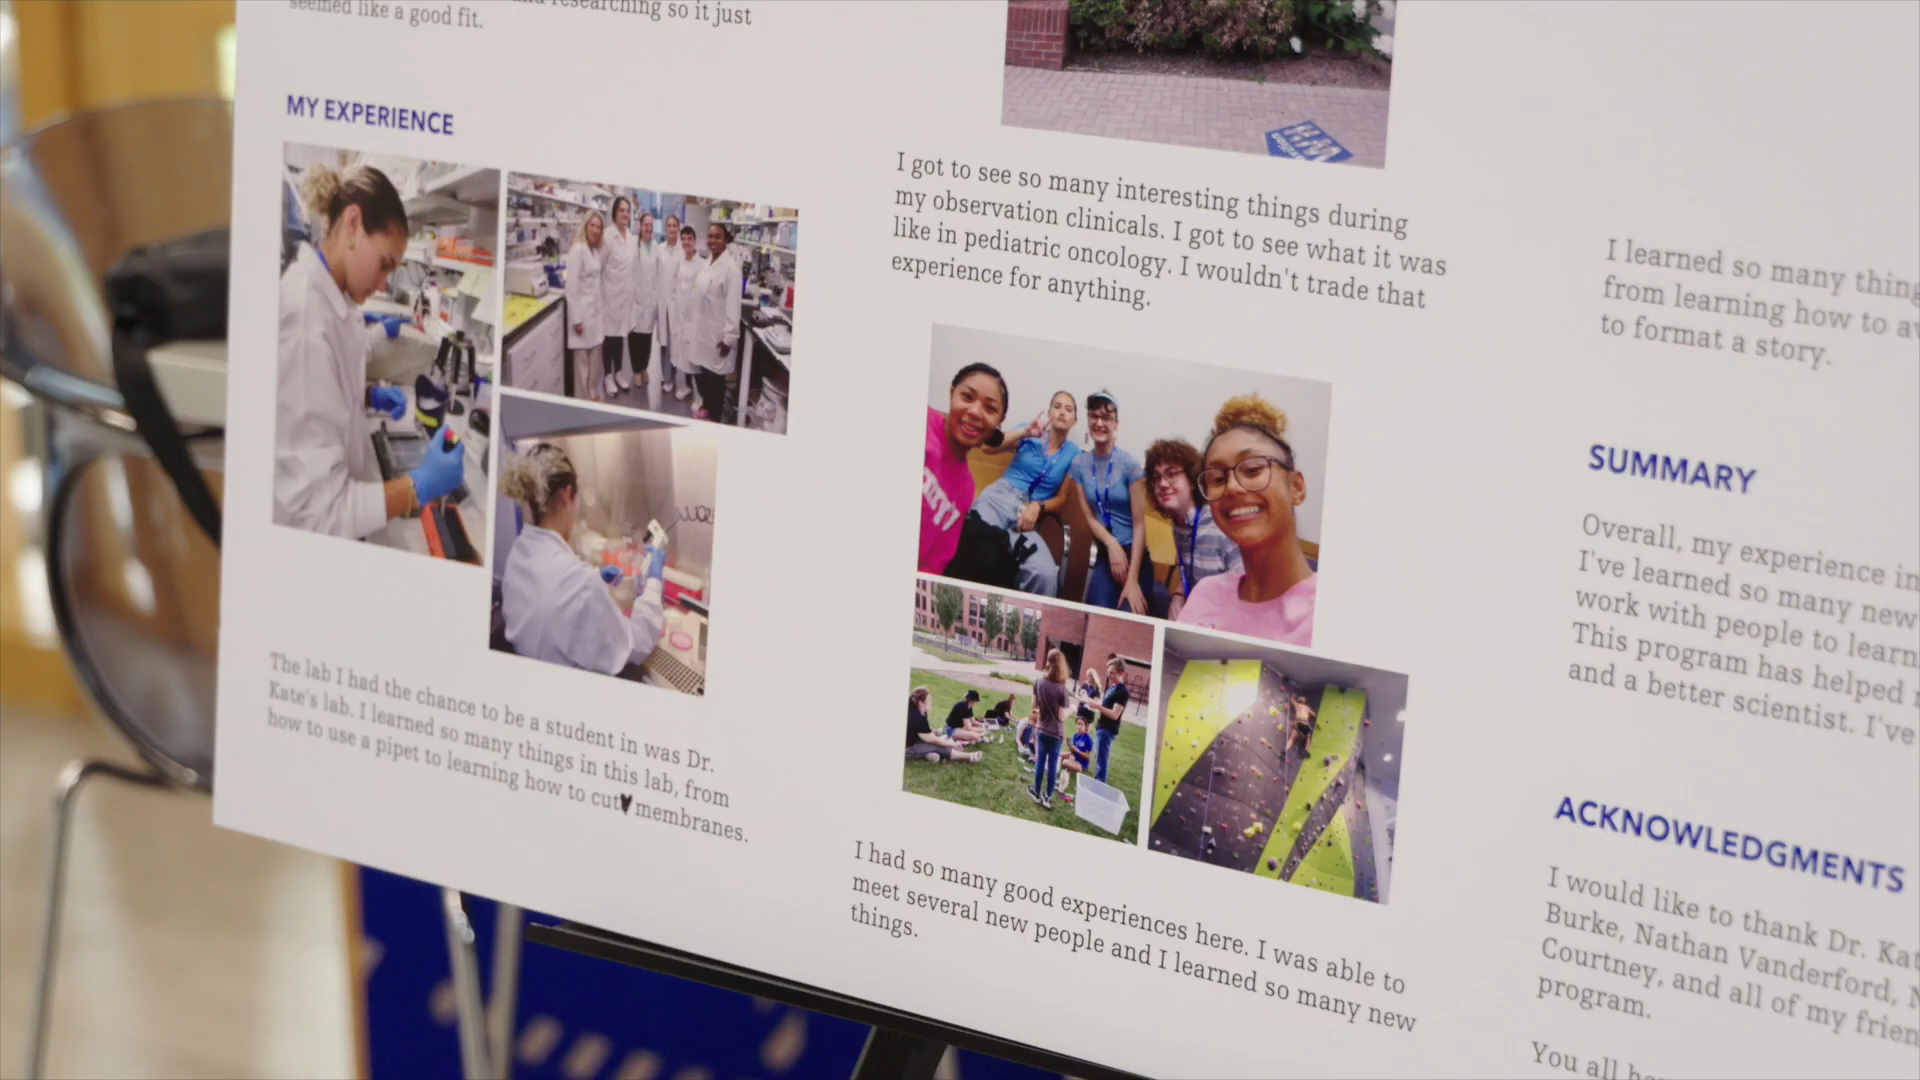 researching so it just
seemed like a good fit.
MY EXPERIENCE
The lab I had the chance to be a student in was Dr.
Kate's lab. I learned so many things in this lab, from
how to use a pipet to learning how to cut♥membranes.
I got to see so many interesting things during
my observation clinicals. I got to see what it was
like in pediatric oncology. I wouldn't trade that
experience for anything.
I had so many good experiences here. I was able to
meet several new people and I learned so many new
things.
I learned so many
from learning how to
to format a story.
SUMMARY
Overall, my experience in
I've learned so many new
work with people to learn
This program has helped
and a better scientist. I've
ACKNOWLEDGMENTS
I would like to thank Dr.
Burke, Nathan Vanderford,
Courtney, and all of my
program.
You all